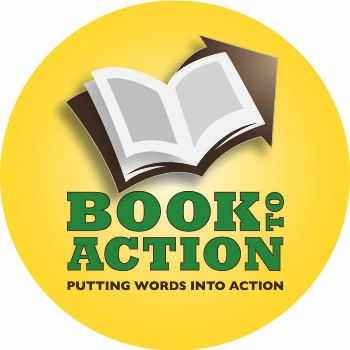 BOOK TO
ACTION
PUTTING WORDS INTO ACTION